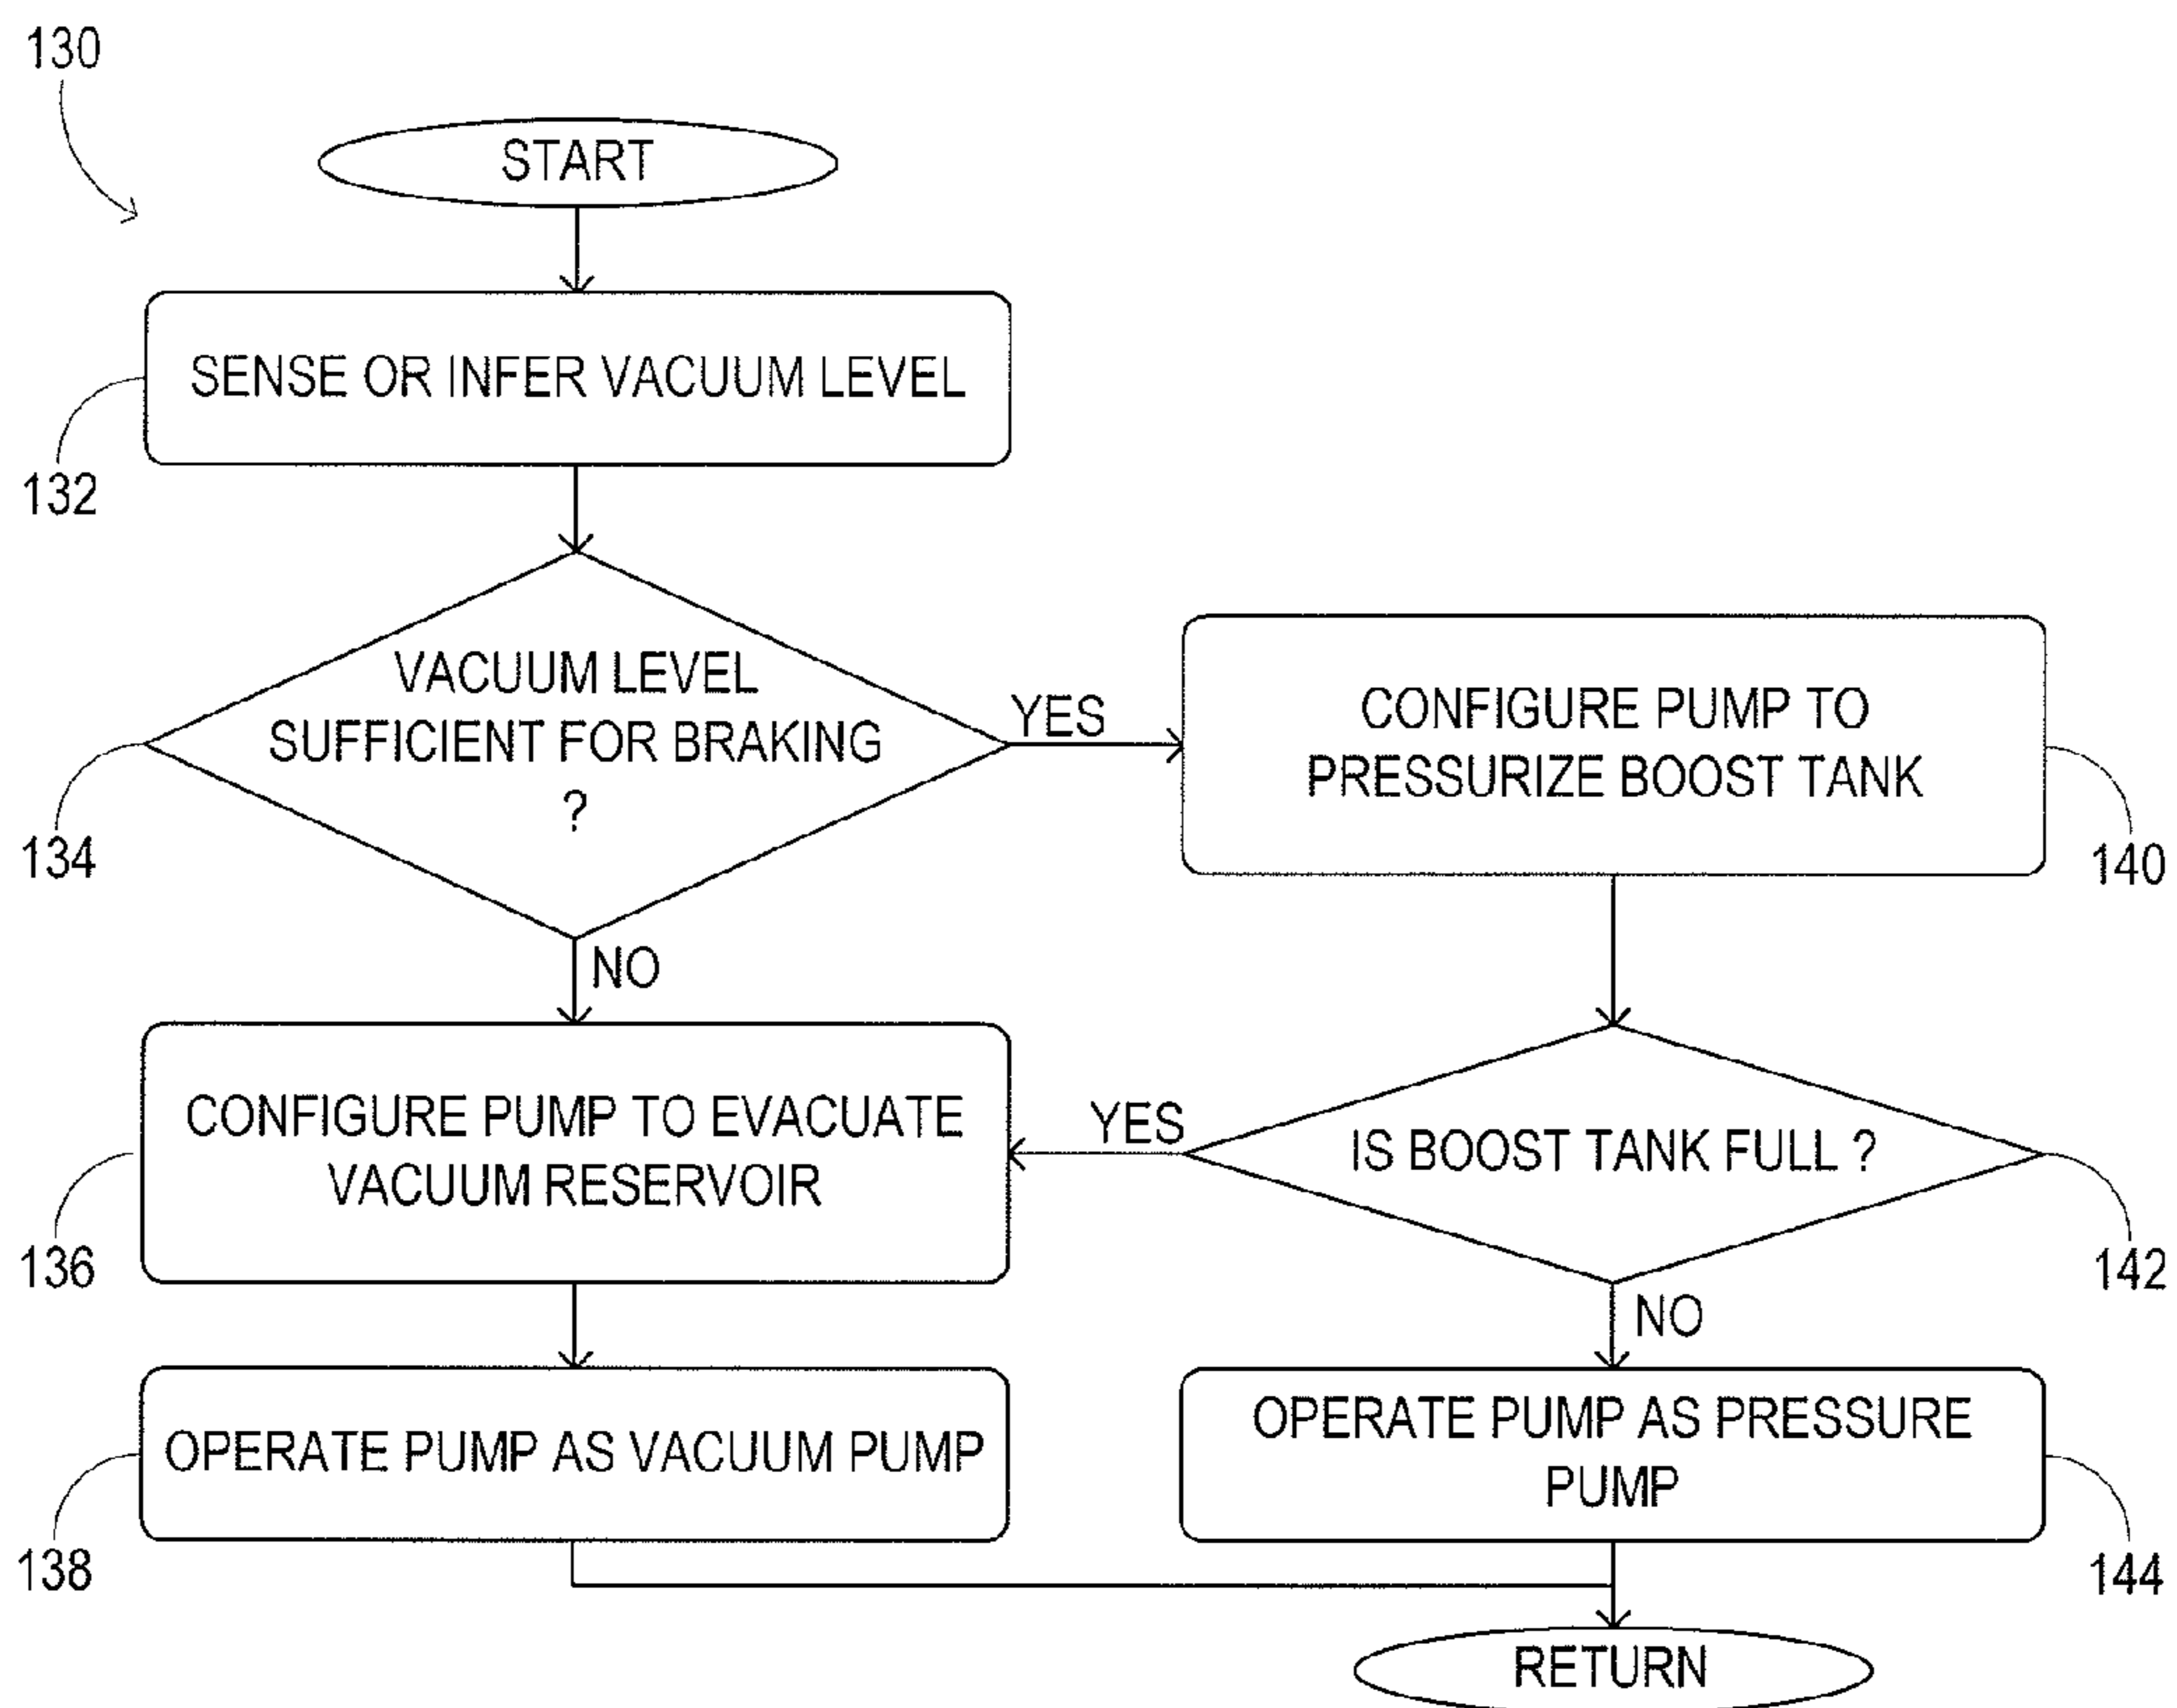 130
START
SENSE OR INFER VACUUM LEVEL
132
VACUUM LEVEL
SUFFICIENT FOR BRAKING
?
134
YES
CONFIGURE PUMP TO
PRESSURIZE BOOST TANK
140
NO
CONFIGURE PUMP TO EVACUATE
VACUUM RESERVOIR
136
YES
IS BOOST TANK FULL ?
142
NO
OPERATE PUMP AS VACUUM PUMP
138
OPERATE PUMP AS PRESSURE
PUMP
144
RETURN